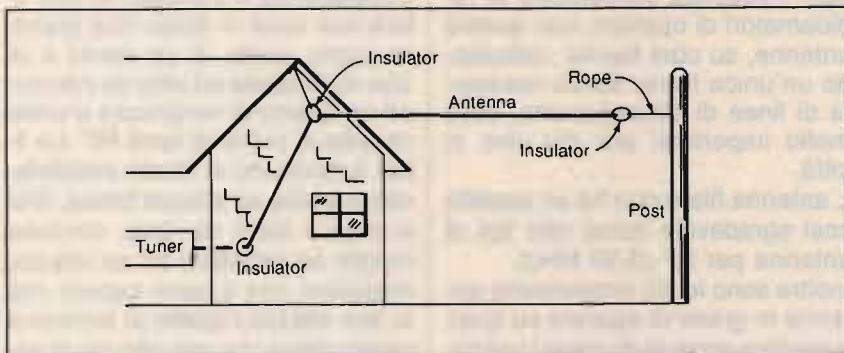 Insulator
Rope
Antenna
Insulator
Post
Tuner
Insulator